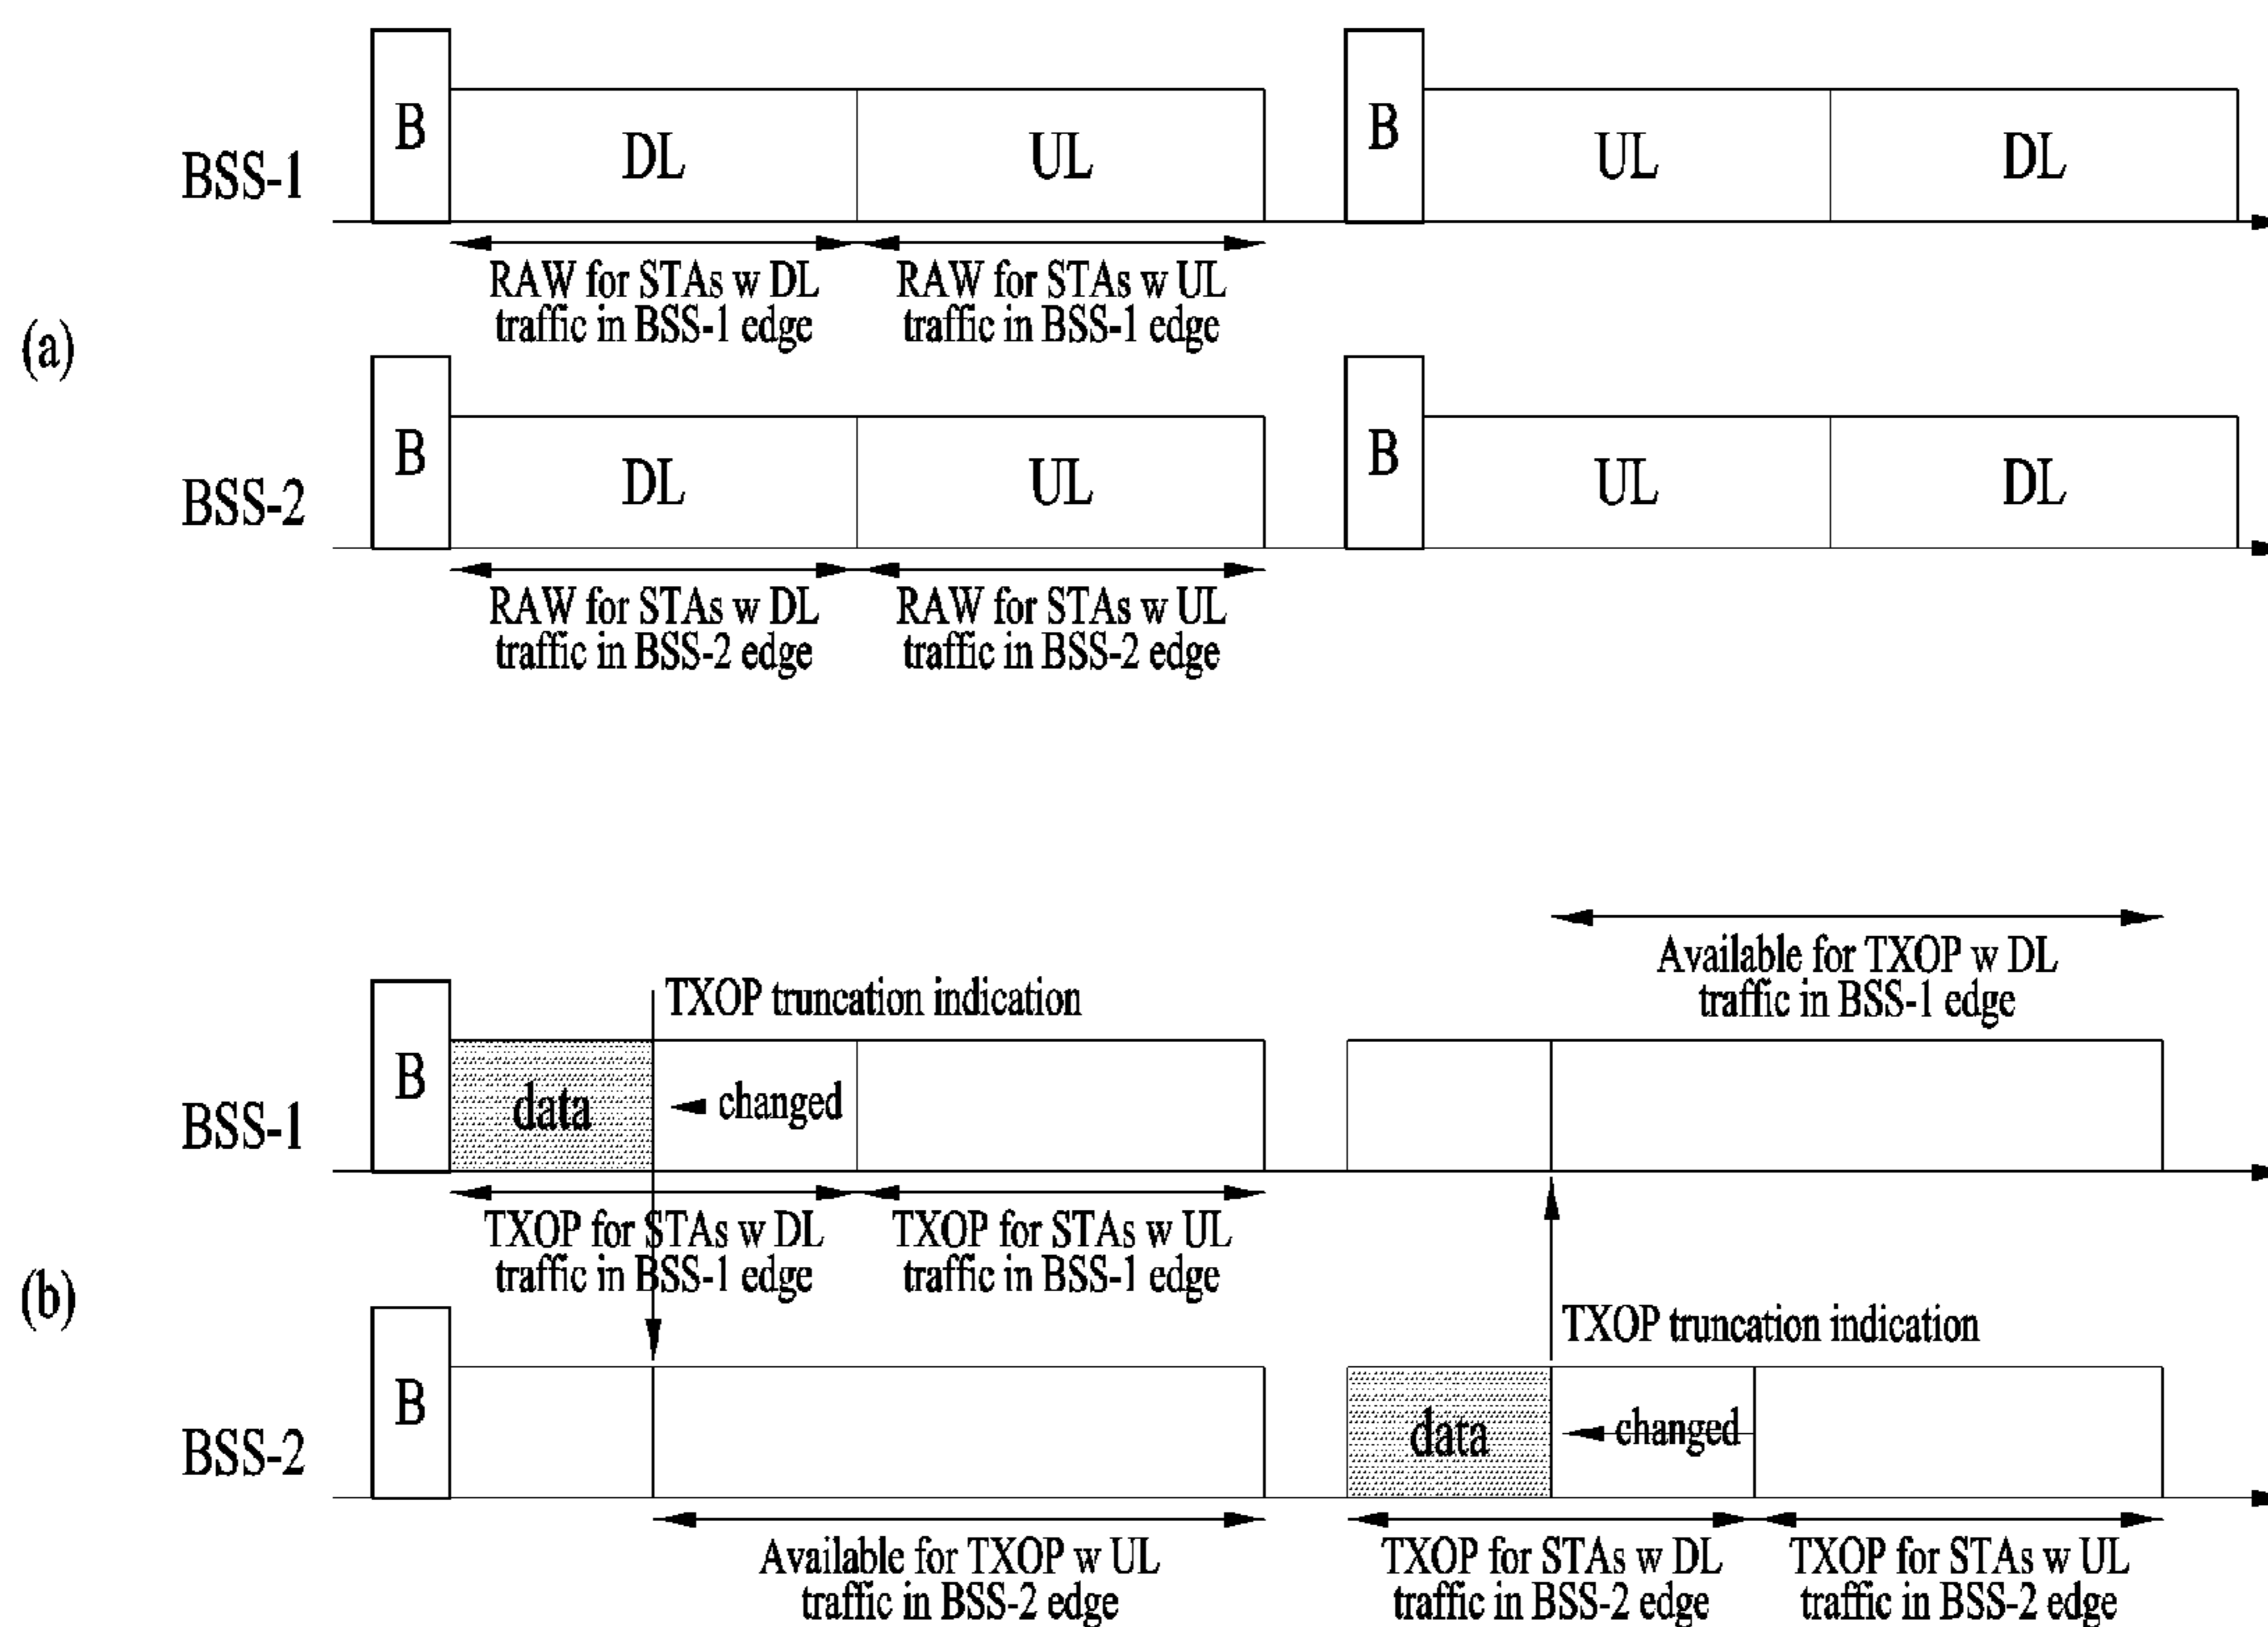 B
DL
UL
B
UL
DL
BSS-1
RAW for STAs w DL
traffic in BSS-1 edge
RAW for STAs w UL
traffic in BSS-1 edge
(a)
B
DL
UL
B
UL
DL
BSS-2
RAW for STAs w DL
traffic in BSS-2 edge
RAW for STAs w UL
traffic in BSS-2 edge
Available for TXOP w DL
traffic in BSS-1 edge
TXOP truncation indication
B
data
changed
BSS-1
TXOP for STAs w DL
traffic in BSS-1 edge
TXOP for STAs w UL
traffic in BSS-1 edge
(b)
TXOP truncation indication
B
data
changed
BSS-2
Available for TXOP w UL
traffic in BSS-2 edge
TXOP for STAs w DL
traffic in BSS-2 edge
TXOP for STAs w UL
traffic in BSS-2 edge